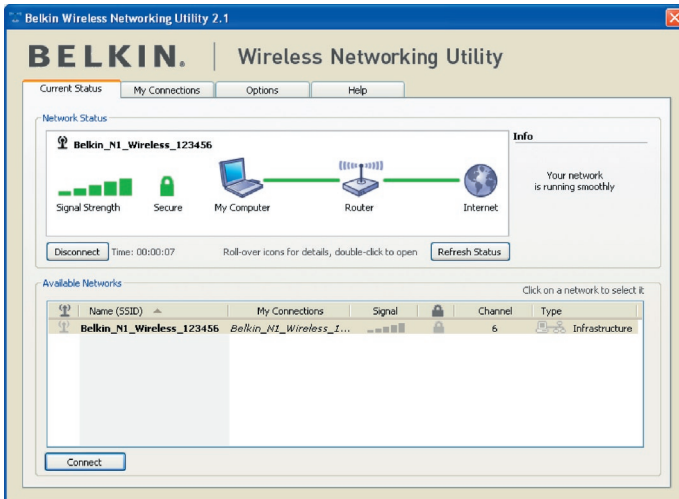 Belkin Wireless Networking Utility 2.1
BELKIN. | Wireless Networking Utility
Current Status My Connections Options Help
Network Status
Belkin_N1_Wireless_123456
Signal Strength Secure My Computer Router Internet
Info
Your network
is running smoothly
Disconnect Time: 00:00:07 Roll-over icons for details, double-click to open Refresh Status
Available Networks
Click on a network to select it
Name (SSID) My Connections Signal Channel Type
Belkin_N1_Wireless_123456 Belkin_N1_Wireless_1... 6 Infrastructure
Connect